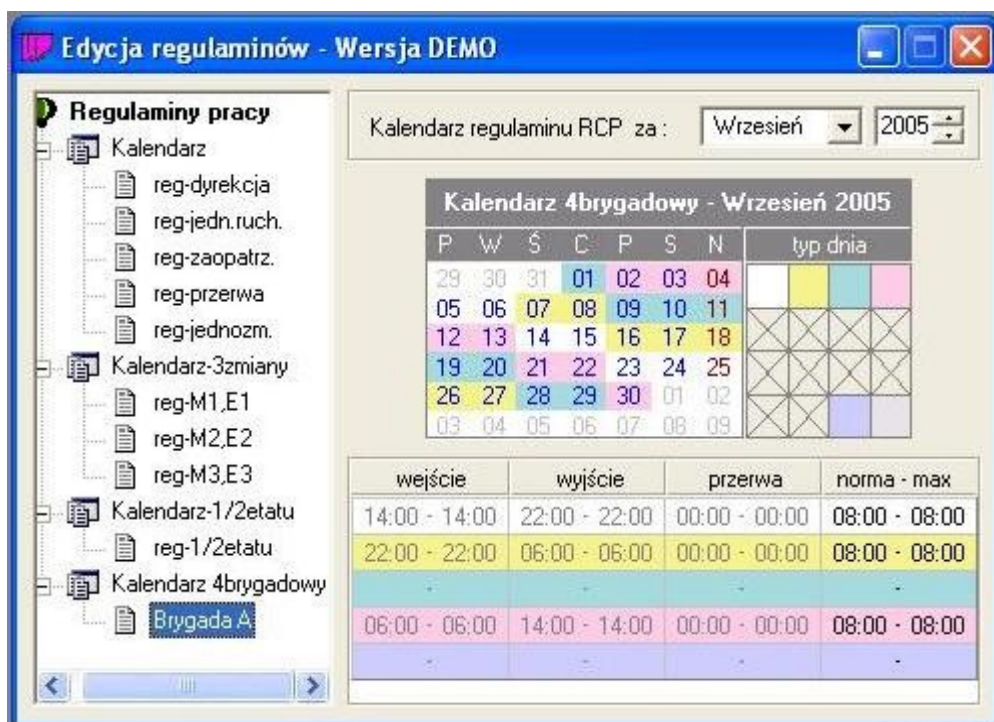 Edycja regulaminów - Wersja DEMO
Regulaminy pracy
Kalendarz
reg-dyrekcja
reg-jedn.ruch.
reg-zaopatrz.
reg-przerwa
reg-jednozm.
Kalendarz-3zmiany
reg-M1,E1
reg-M2,E2
reg-M3,E3
Kalendarz-1/2etatu
reg-1/2etatu
Kalendarz 4brygadowy
Brygada A
Kalendarz regulaminu RCP za : Wrzesień 2005
Kalendarz 4brygadowy - Wrzesień 2005
P W Ś C P S N typ dnia
29 30 31 01 02 03 04
05 06 07 08 09 10 11
12 13 14 15 16 17 18
19 20 21 22 23 24 25
26 27 28 29 30 01 02
03 04 05 06 07 08 09
wejście wyjście przerwa norma - max
14:00 - 14:00 22:00 - 22:00 00:00 - 00:00 08:00 - 08:00
22:00 - 22:00 06:00 - 06:00 00:00 - 00:00 08:00 - 08:00
- - - -
06:00 - 06:00 14:00 - 14:00 00:00 - 00:00 08:00 - 08:00
- - - -